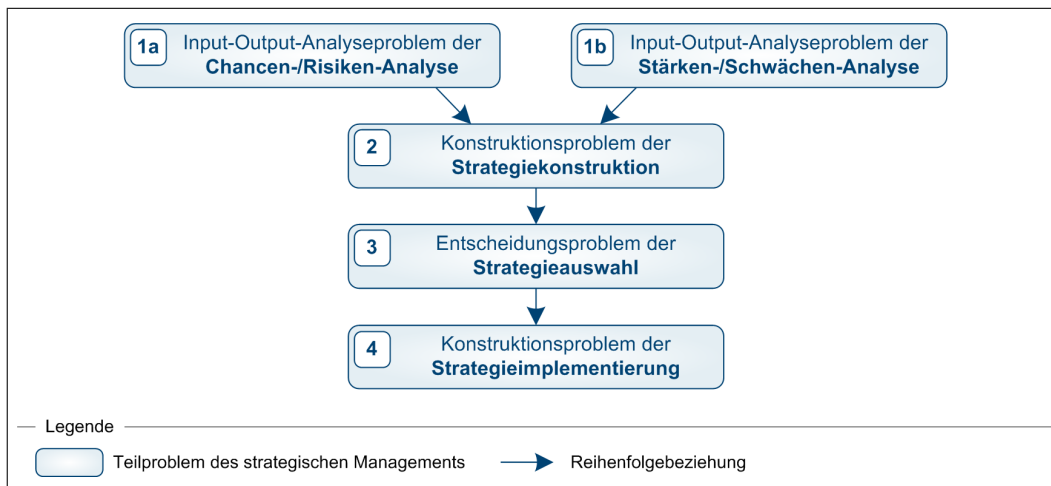 1a
Input-Output-Analyseproblem der
Chancen-/Risiken-Analyse
1b
Input-Output-Analyseproblem der
Stärken-/Schwächen-Analyse
2
Konstruktionsproblem der
Strategiekonstruktion
3
Entscheidungsproblem der
Strategieauswahl
4
Konstruktionsproblem der
Strategieimplementierung
Legende
Teilproblem des strategischen Managements
Reihenfolgebeziehung